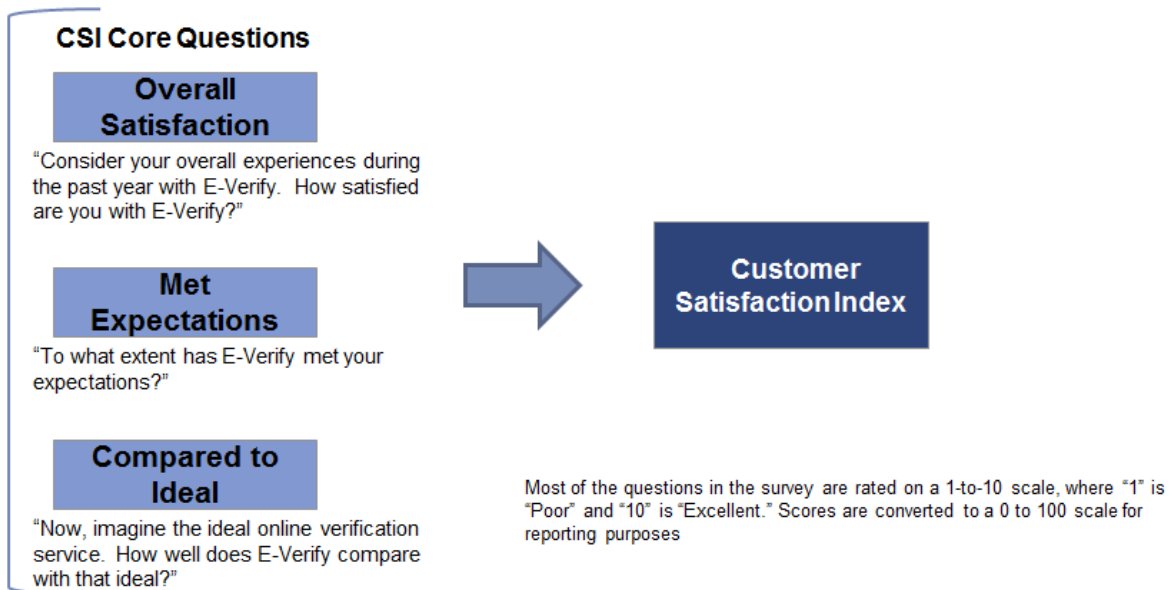 CSI Core Questions
Overall
Satisfaction
“Consider your overall experiences during
the past year with E-Verify.  How satisfied
are you with E-Verify?”
Met
Expectations
“To what extent has E-Verify met your
expectations?”
Compared to
Ideal
“Now, imagine the ideal online verification
service.  How well does E-Verify compare
with that ideal?”
Customer
Satisfaction Index
Most of the questions in the survey are rated on a 1-to-10 scale, where “1” is
“Poor” and “10” is “Excellent.” Scores are converted to a 0 to 100 scale for
reporting purposes